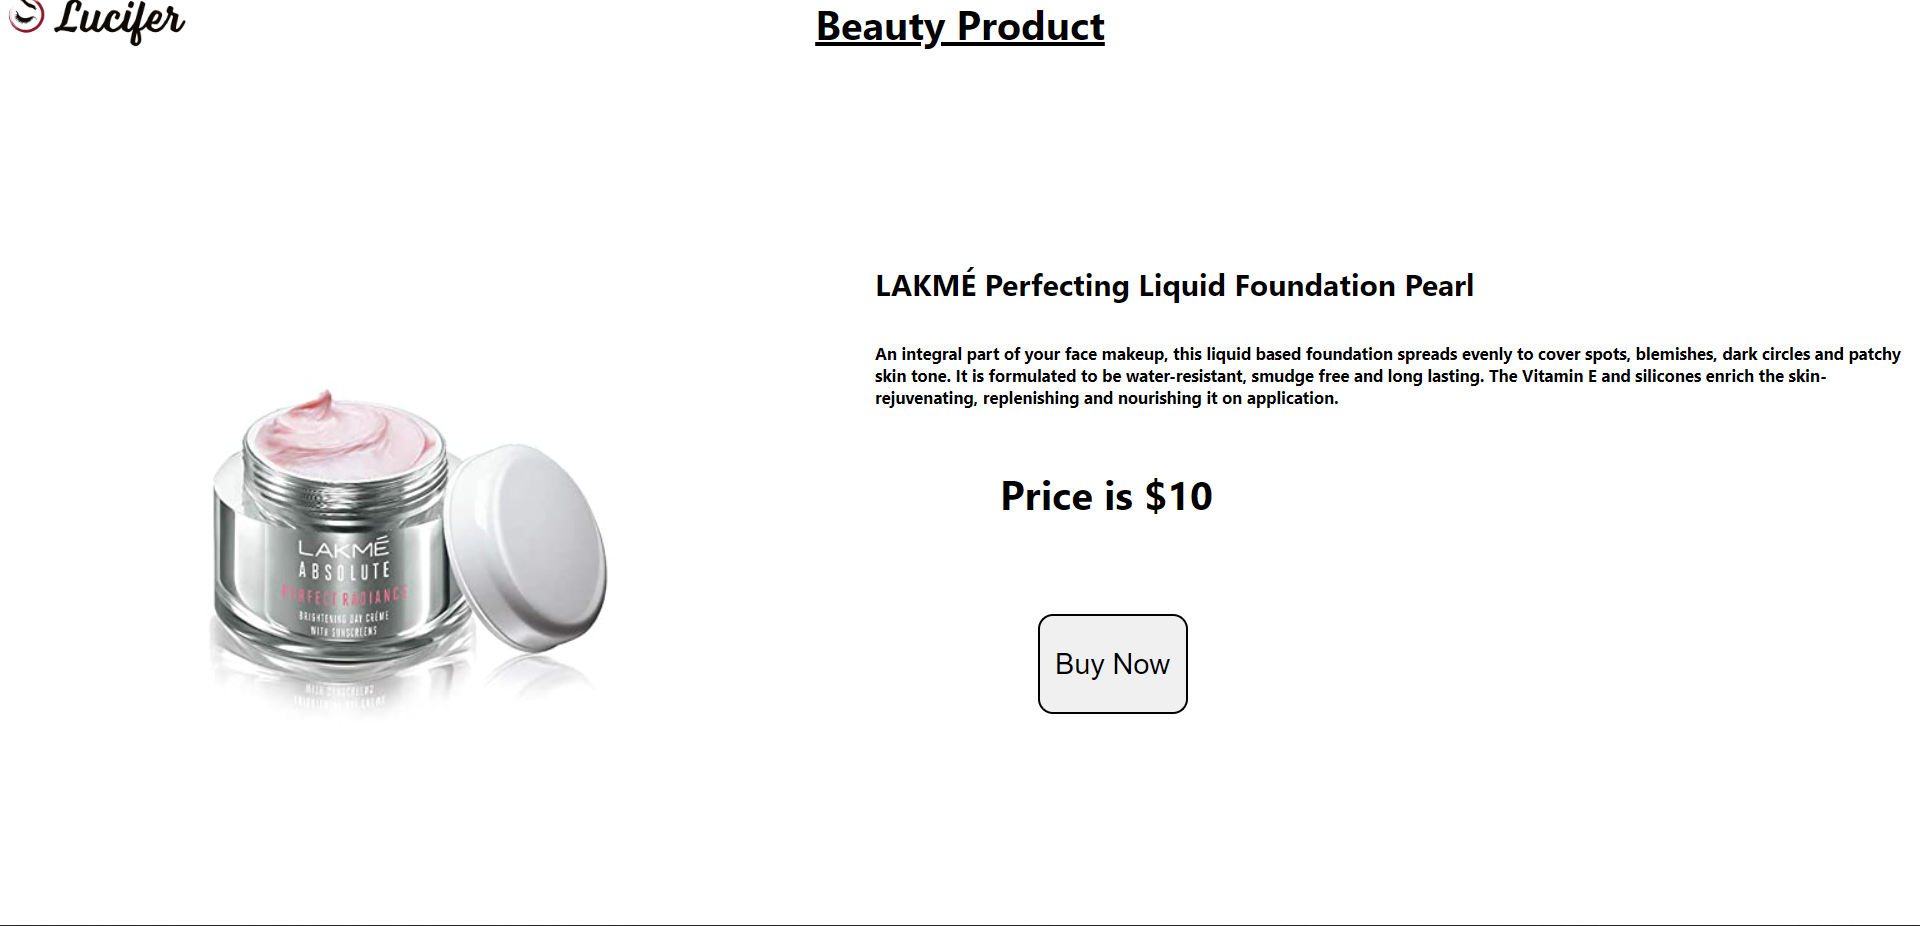 Lucifer
Beauty Product
LAKMÉ Perfecting Liquid Foundation Pearl
An integral part of your face makeup, this liquid based foundation spreads evenly to cover spots, blemishes, dark circles and patchy
skin tone. It is formulated to be water-resistant, smudge free and long lasting. The Vitamin E and silicones enrich the skin-
rejuvenating, replenishing and nourishing it on application.
Price is $10
Buy Now
LAKMÉ
ABSOLUTE
PERFECT RADIANCE
BRIGHTENING DAY CRÈME
WITH SUNSCREENS